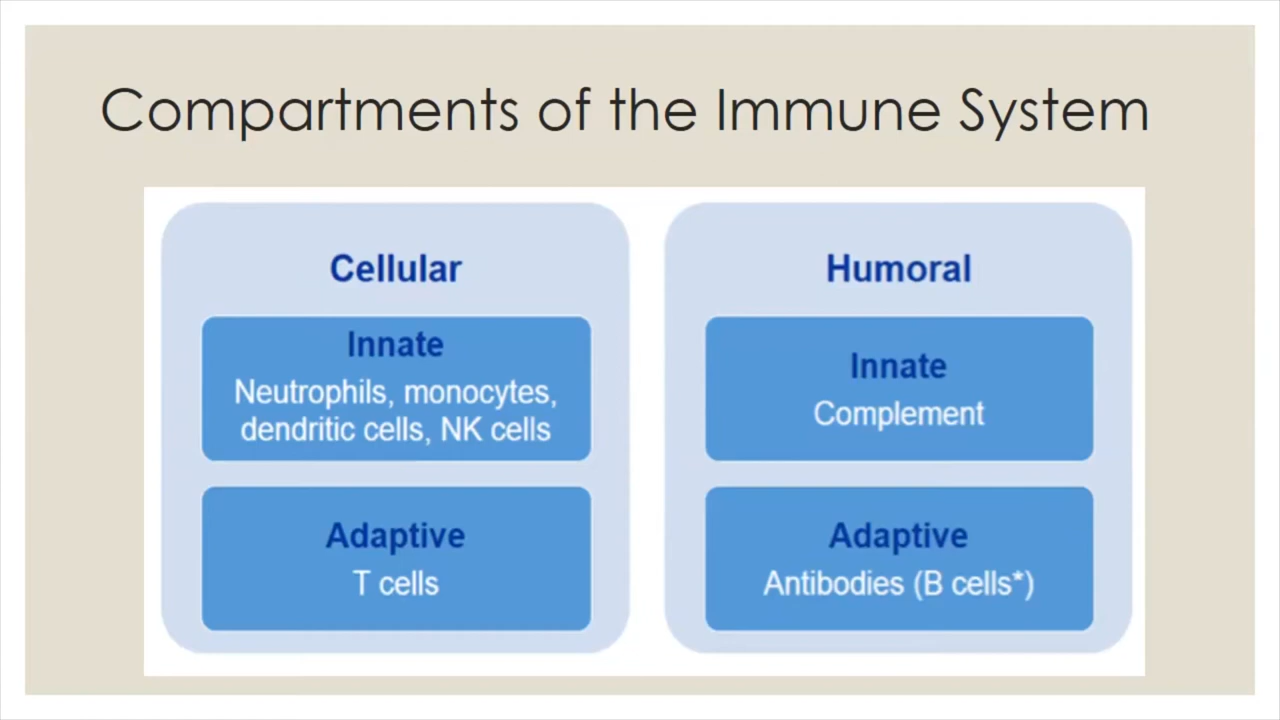 Compartments of the Immune System
Cellular
Innate
Neutrophils, monocytes,
dendritic cells, NK cells
Adaptive
T cells
Humoral
Innate
Complement
Adaptive
Antibodies (B cells*)